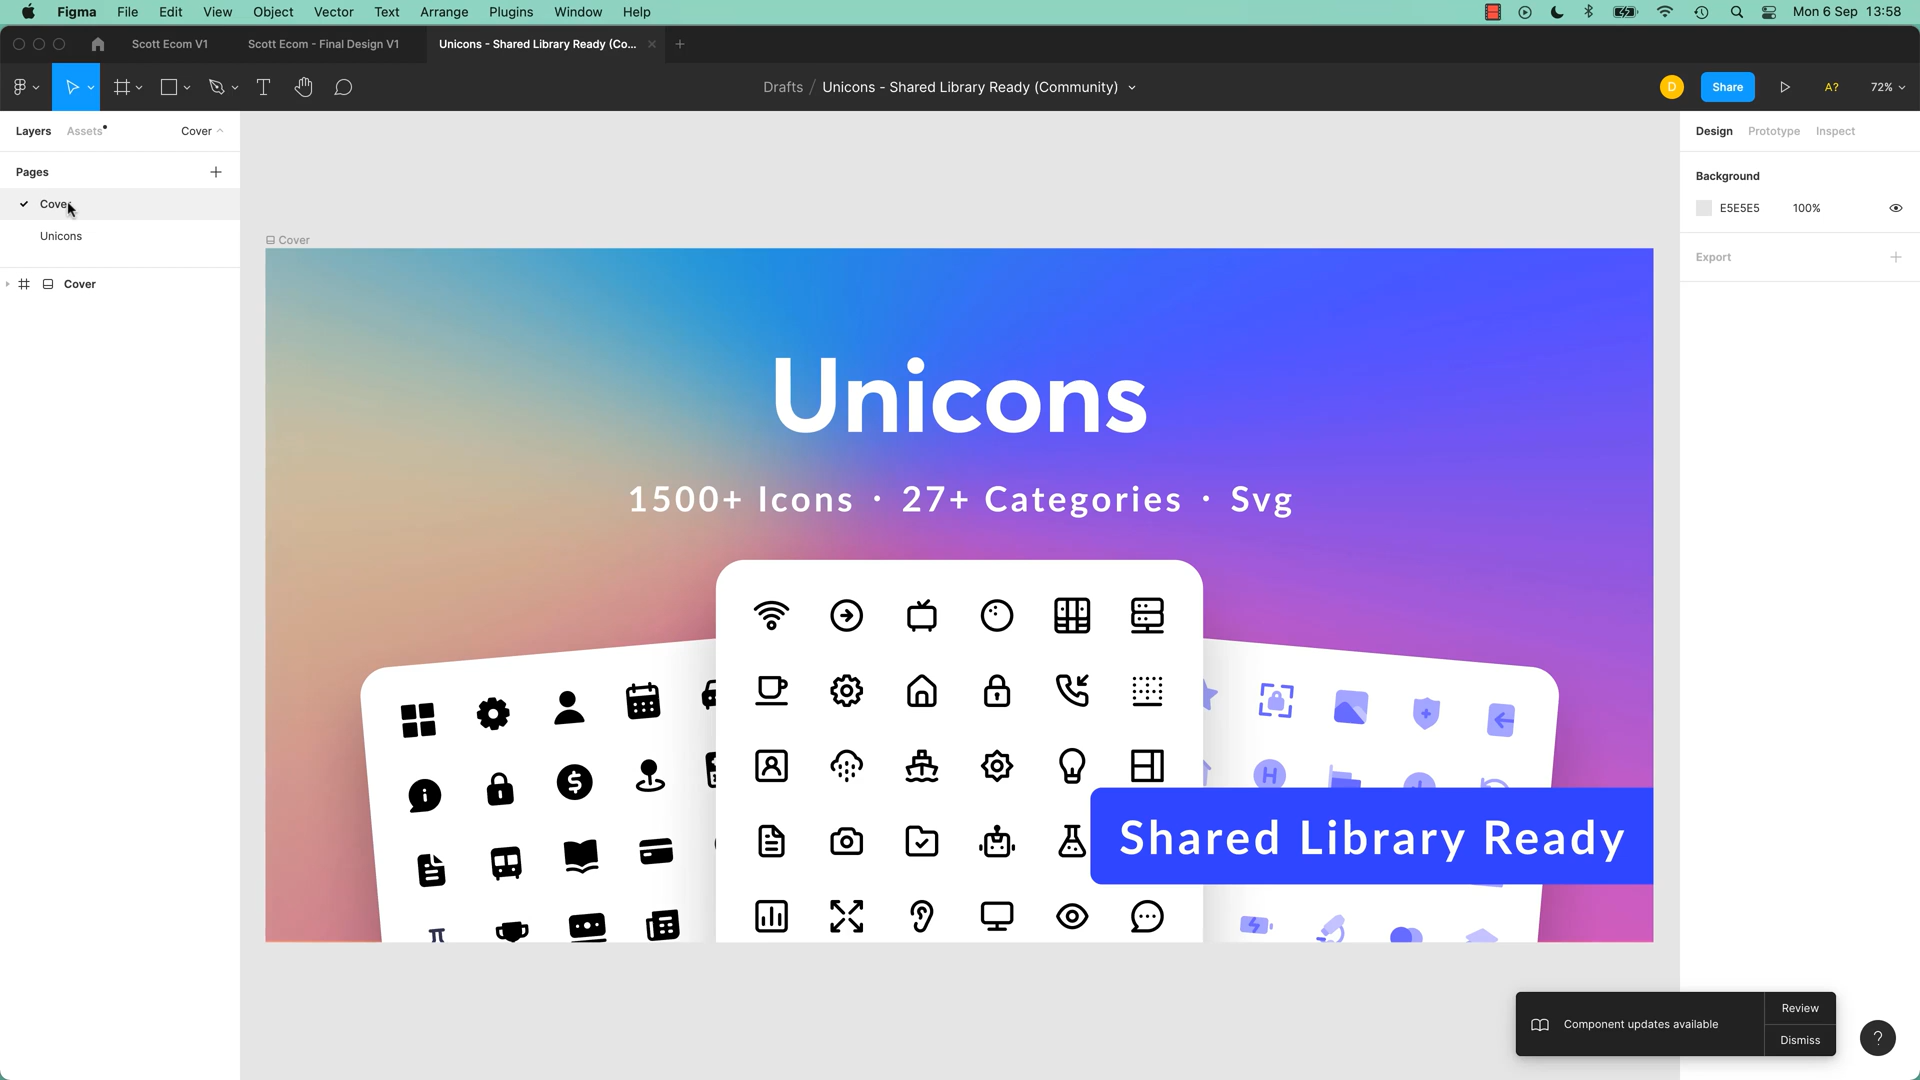 Figma File Edit View Object Vector Text Arrange Plugins Window Help Mon 6 Sep 13:58
Scott Ecom V1 Scott Ecom - Final Design V1 Unicons - Shared Library Ready (Co...
Drafts / Unicons - Shared Library Ready (Community) D Share A? 72%
Layers Assets Cover Design Prototype Inspect
Pages
Background
Cover
E5E5E5 100%
Unicons
Cover
Export
Cover
Unicons
1500+ Icons · 27+ Categories · Svg
Shared Library Ready
Component updates available
Review
Dismiss
?